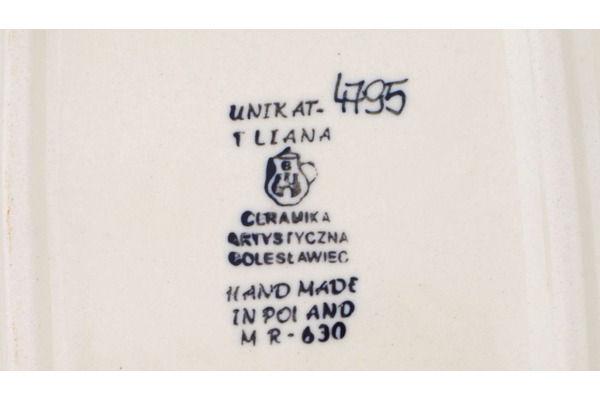 UNIKAT-4795
T LIANA
B
CERAMIKA
ARTYSTYCZNA
BOLESŁAWIEC
HAND MADE
IN POLAND
M R-630